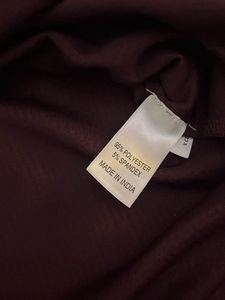 95% POLYESTER
5% SPANDEX
MADE IN INDIA